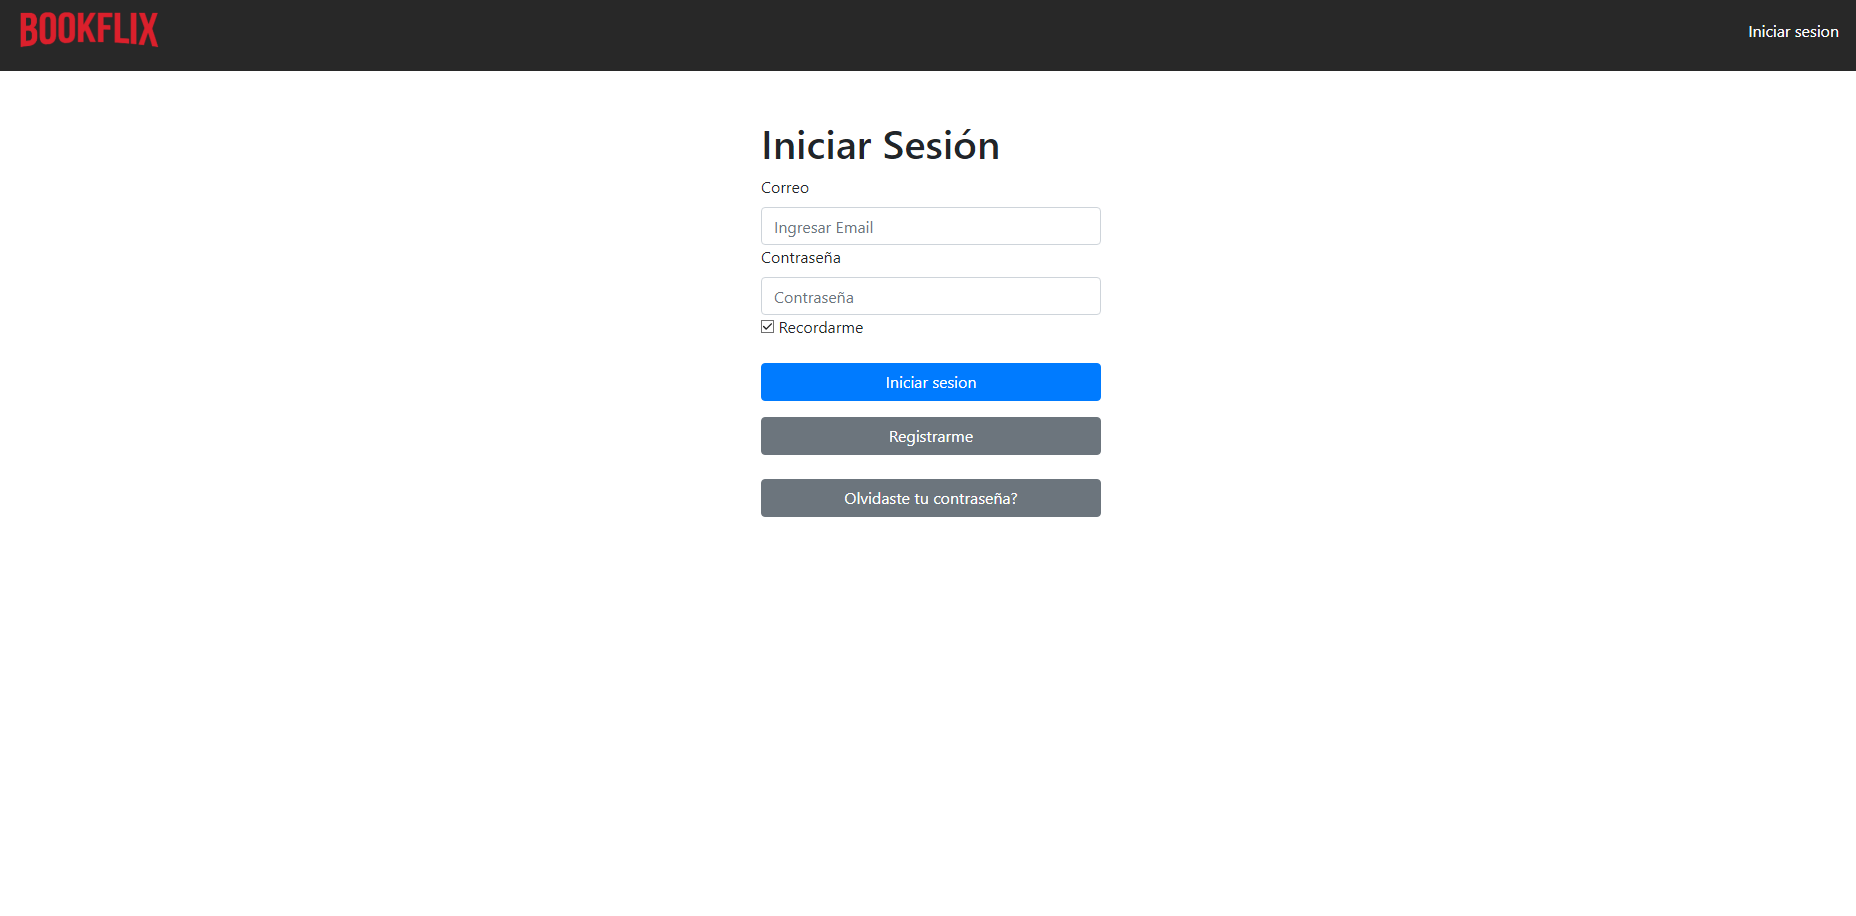 BOOKFLIX
Iniciar sesion
Iniciar Sesión
Correo
Ingresar Email
Contraseña
Contraseña
Recordarme
Iniciar sesion
Registrarme
Olvidaste tu contraseña?